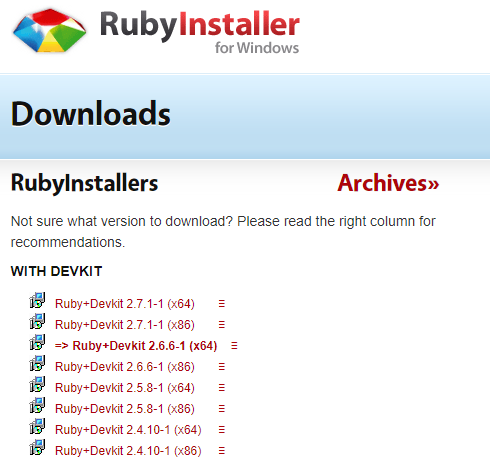 RubyInstaller
for Windows
Downloads
RubyInstallers
Archives»
Not sure what version to download? Please read the right column for
recommendations.
WITH DEVKIT
Ruby+Devkit 2.7.1-1 (x64) ≡
Ruby+Devkit 2.7.1-1 (x86) ≡
=> Ruby+Devkit 2.6.6-1 (x64) ≡
Ruby+Devkit 2.6.6-1 (x86) ≡
Ruby+Devkit 2.5.8-1 (x64) ≡
Ruby+Devkit 2.5.8-1 (x86) ≡
Ruby+Devkit 2.4.10-1 (x64) ≡
Ruby+Devkit 2.4.10-1 (x86) ≡